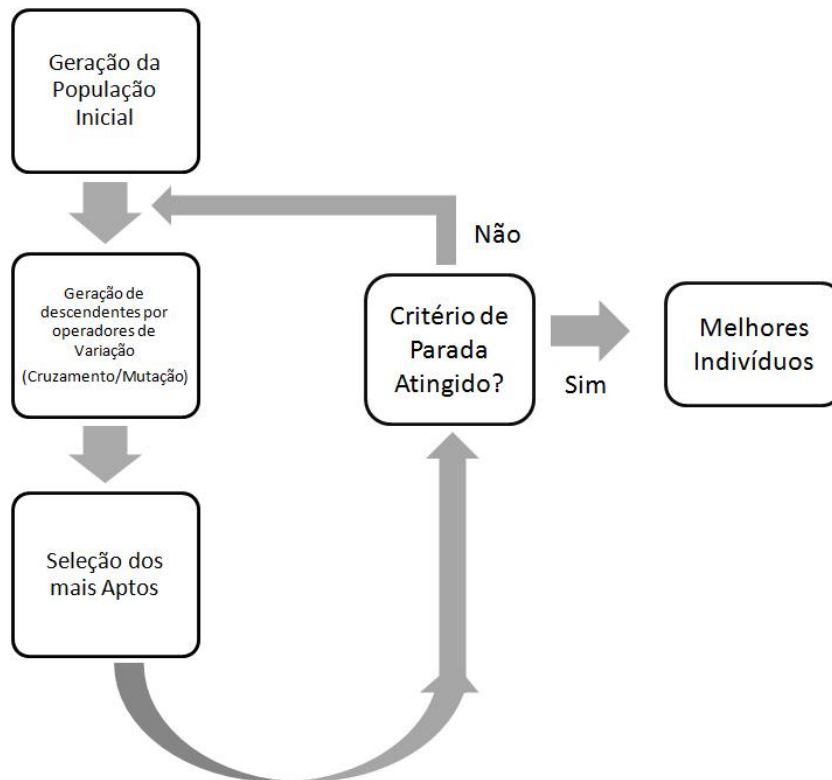 Geração da
População
Inicial
Geração de
descendentes por
operadores de
Variação
(Cruzamento/Mutação)
Seleção dos
mais Aptos
Não
Critério de
Parada
Atingido?
Sim
Melhores
Indivíduos